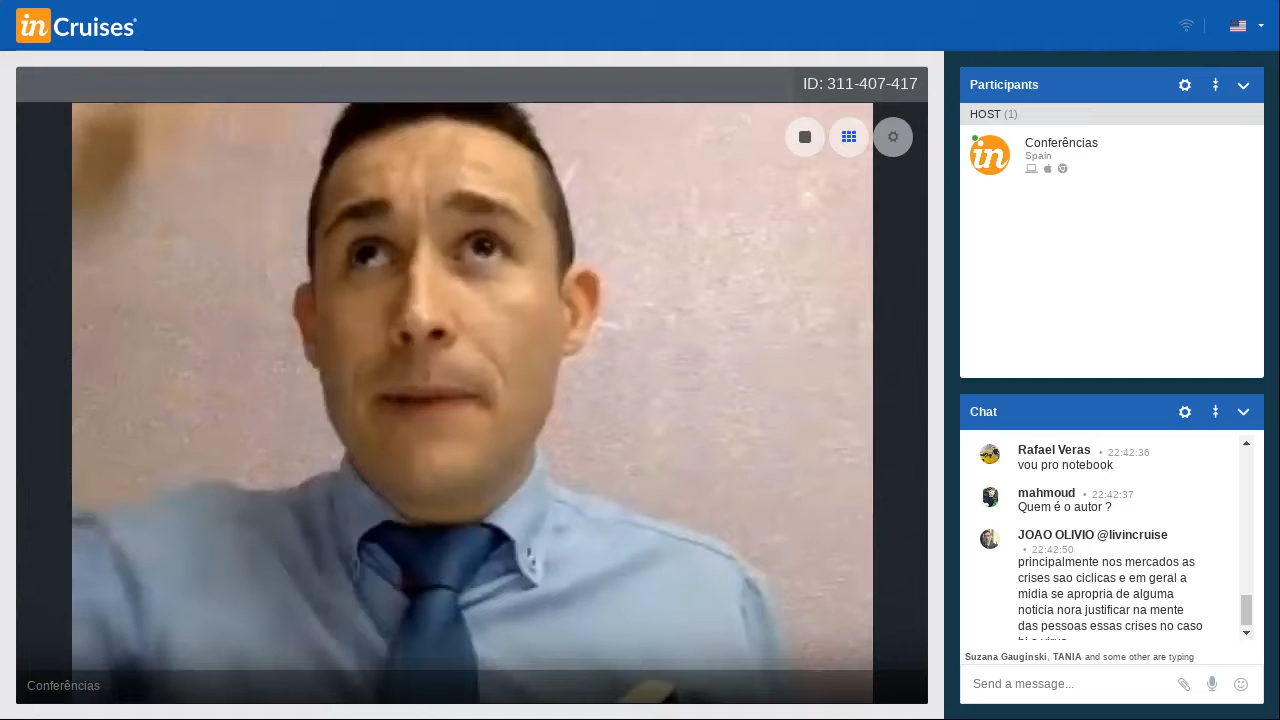 in Cruises
ID: 311-407-417
Conferências
Participants
HOST (1)
in
Conferências
Spain
Chat
Rafael Veras • 22:42:36
vou pro notebook
mahmoud • 22:42:37
Quem é o autor ?
JOAO OLIVIO @livincruise
• 22:42:50
principalmente nos mercados as
crises sao ciclicas e em geral a
midia se apropria de alguma
noticia nora justificar na mente
das pessoas essas crises no caso
Suzana Gauginski, TANIA and some other are typing
Send a message...